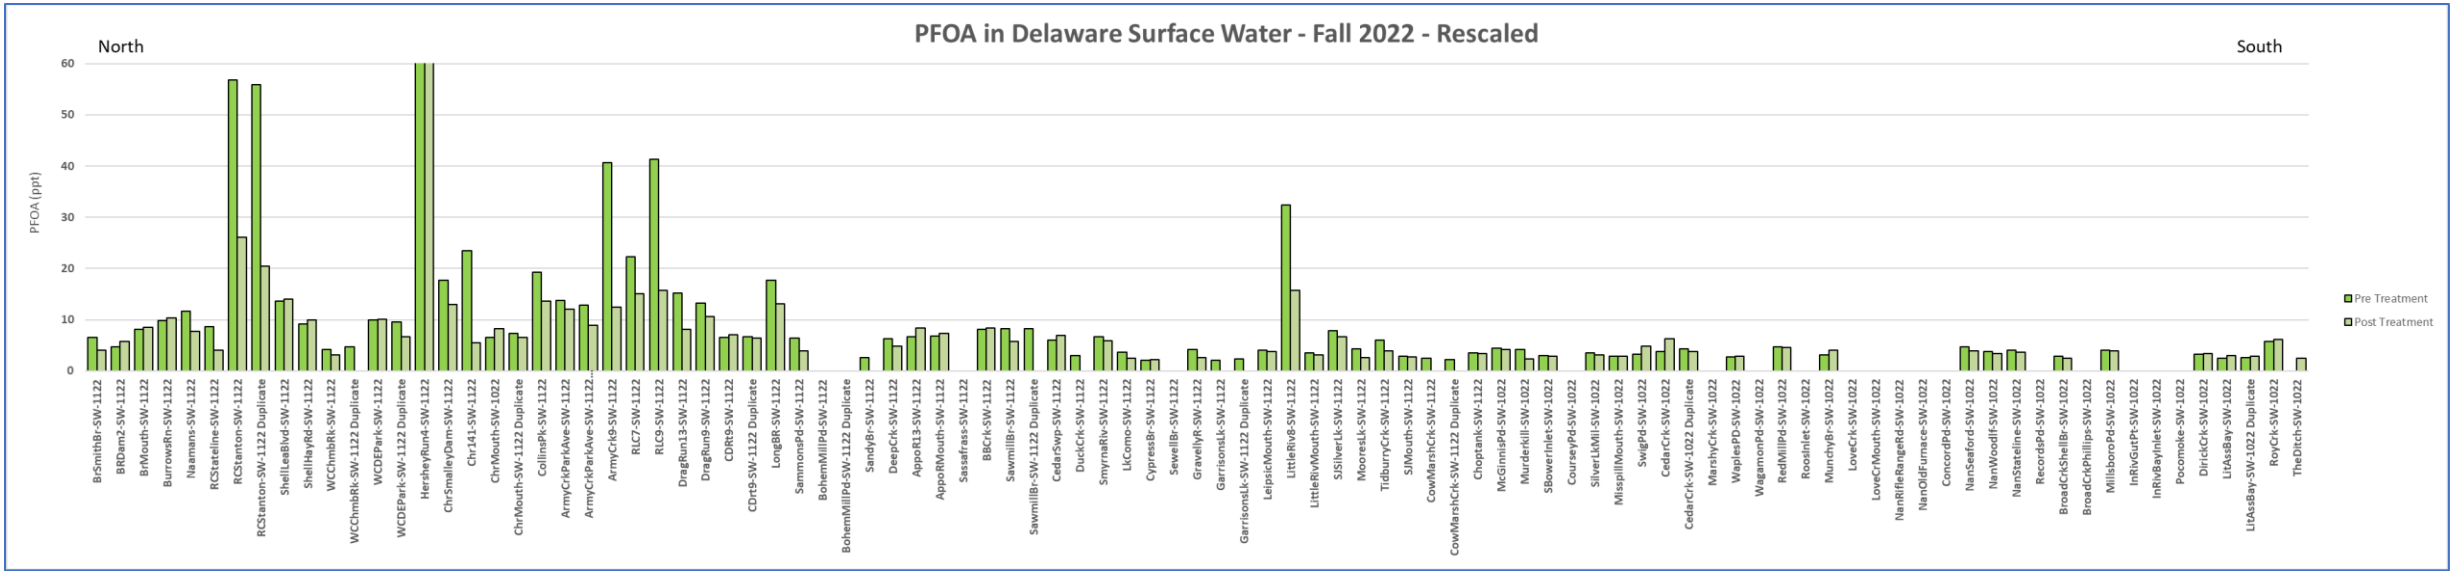 PFOA in Delaware Surface Water - Fall 2022 - Rescaled
North
South
60
50
40
30
20
10
0
PFOA (ppt)
BrSmithBr-SW-1122
BRDam2-SW-1122
BrMouth-SW-1122
BurrowsRn-SW-1122
Naamans-SW-1122
RCStateline-SW-1122
RCStanton-SW-1122
RCStanton-SW-1122 Duplicate
ShellLeaBlvd-SW-1122
ShellHayRd-SW-1122
WCChmbRk-SW-1122
WCChmbRk-SW-1122 Duplicate
WCDEPark-SW-1122
WCDEPark-SW-1122 Duplicate
HersheyRun4-SW-1122
ChrSmalleyDam-SW-1122
Chr141-SW-1122
ChrMouth-SW-1022
ChrMouth-SW-1122 Duplicate
CollinsPk-SW-1122
ArmyCrkParkAve-SW-1122
ArmyCrkParkAve-SW-1122...
ArmyCrk9-SW-1122
RLC7-SW-1122
RLC9-SW-1122
DragRun13-SW-1122
DragRun9-SW-1122
CDRt9-SW-1122
CDrt9-SW-1122 Duplicate
LongBR-SW-1122
SammonsPd-SW-1122
BohemMillPd-SW-1122
BohemMillPd-SW-1122 Duplicate
SandyBr-SW-1122
DeepCrk-SW-1122
AppoR13-SW-1122
AppoRMouth-SW-1122
Sassafrass-SW-1122
BBCrk-SW-1122
SawmillBr-SW-1122
SawmillBr-SW-1122 Duplicate
CedarSwp-SW-1122
DuckCrk-SW-1122
SmyrnaRiv-SW-1122
LkComo-SW-1122
CypressBr-SW-1122
SewellBr-SW-1122
GravellyR-SW-1122
GarrisonsLk-SW-1122
GarrisonsLk-SW-1122 Duplicate
LeipsicMouth-SW-1122
LittleRiv8-SW-1122
LittleRivMouth-SW-1122
SJSilverLk-SW-1122
MooresLk-SW-1122
TidburryCrk-SW-1122
SJMouth-SW-1122
CowMarshCrk-SW-1122
CowMarshCrk-SW-1122 Duplicate
Choptank-SW-1122
McGinnisPd-SW-1022
Murderkill-SW-1022
SBowerInlet-SW-1022
CourseyPd-SW-1022
SilverLkMil-SW-1022
MisspillMouth-SW-1022
SwigPd-SW-1022
CedarCrk-SW-1022
CedarCrk-SW-1022 Duplicate
MarshyCrk-SW-1022
WaplesPD-SW-1022
WagamonPd-SW-1022
RedMillPd-SW-1022
RoosInlet-SW-1022
MunchyBr-SW-1022
LoveCrk-SW-1022
LoveCrMouth-SW-1022
NanRifleRangeRd-SW-1022
NanOldFurnace-SW-1022
ConcordPd-SW-1022
NanSeaford-SW-1022
NanWoodlf-SW-1022
NanStateline-SW-1022
RecordsPd-SW-1022
BroadCrkShellBr-SW-1022
BroadCrkPhillips-SW-1022
MillsboroPd-SW-1022
InRivGutPt-SW-1022
InRivBayInlet-SW-1022
Pocomoke-SW-1022
DirickCrk-SW-1022
LitAssBay-SW-1022
LitAssBay-SW-1022 Duplicate
RoyCrk-SW-1022
TheDitch-SW-1022
Pre Treatment
Post Treatment